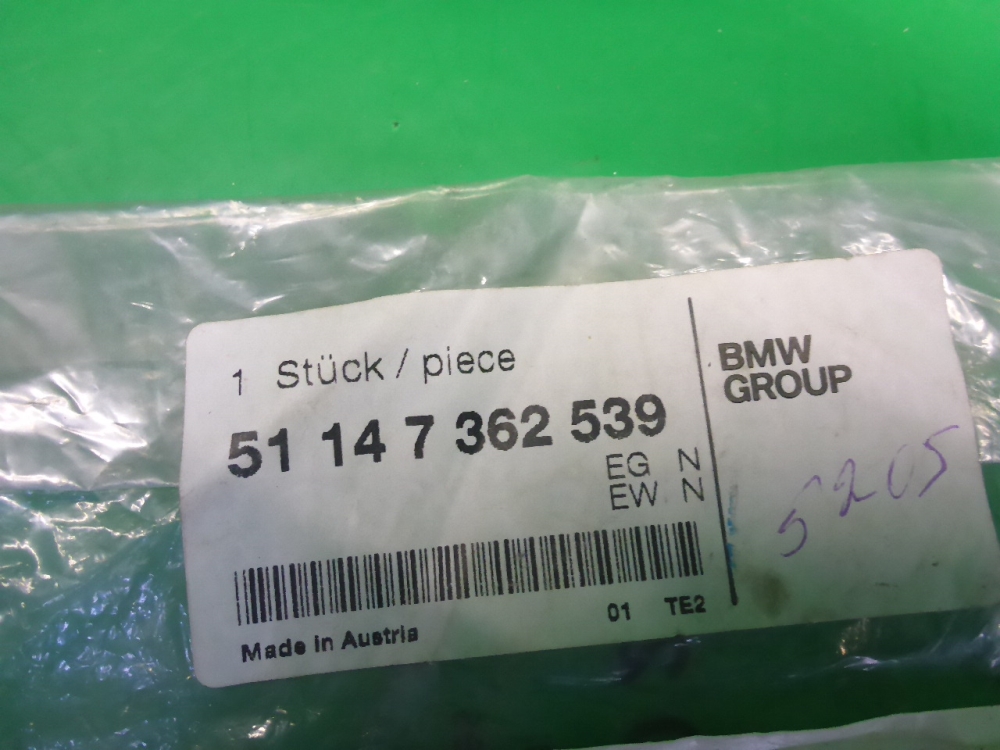 1 Stück / piece
51 14 7 362 539
EG N
EW N
01 TE2
Made in Austria
BMW
GROUP
5205